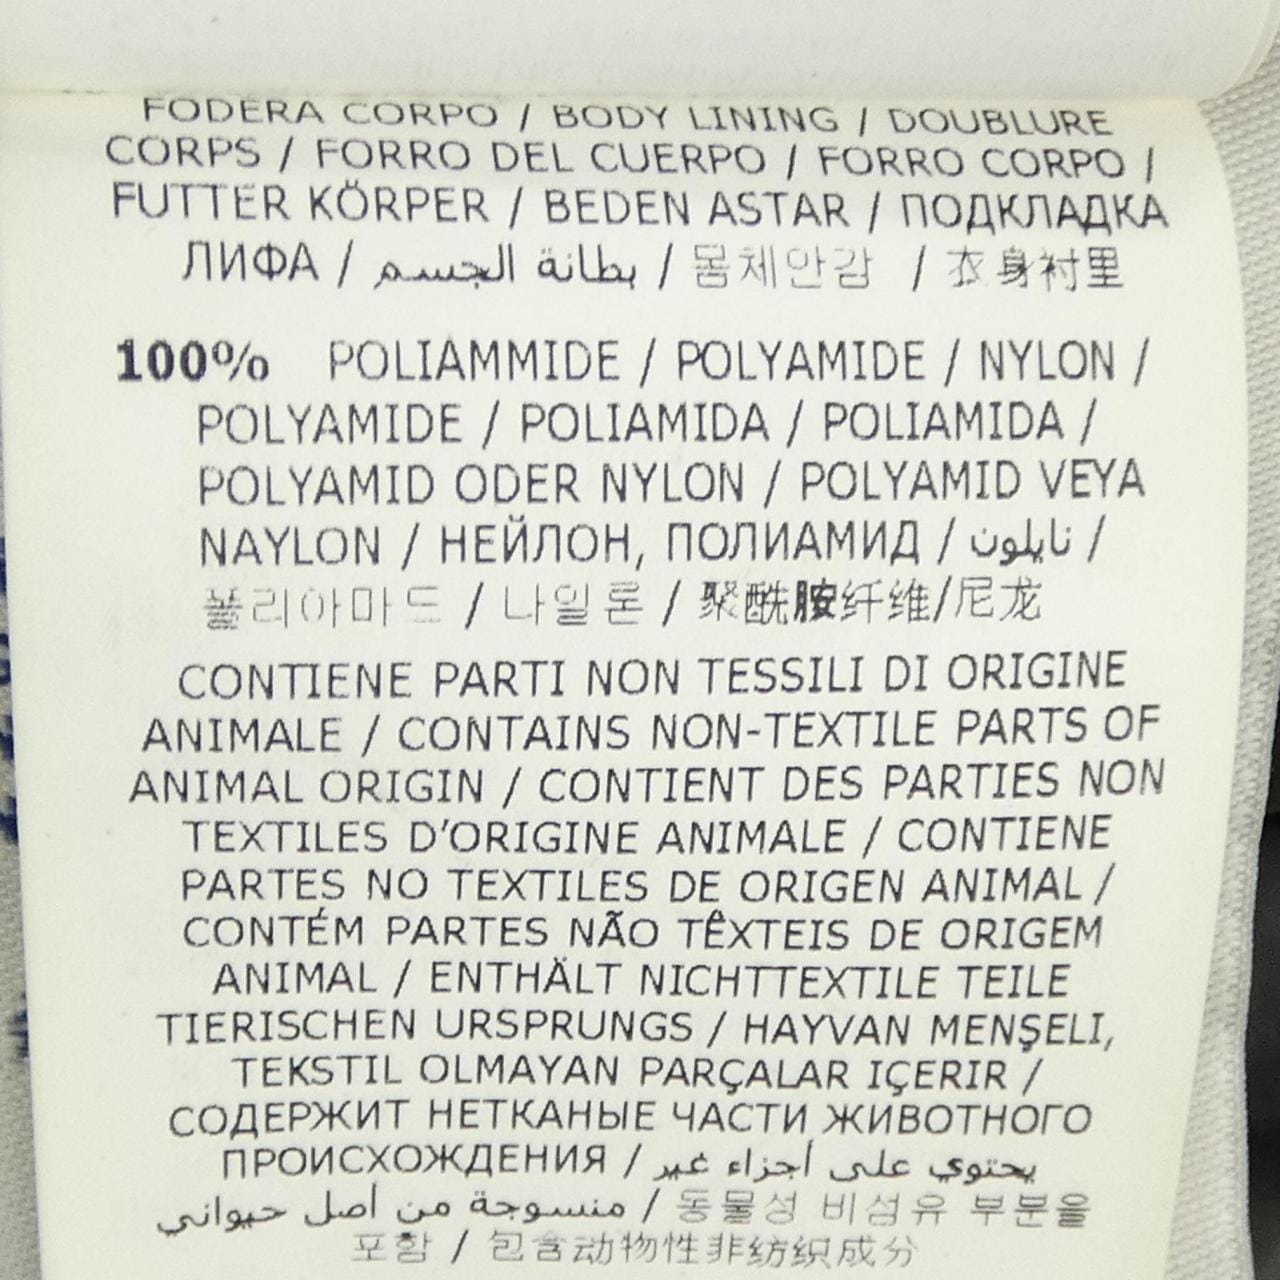 FODERA CORPO / BODY LINING / DOUBLURE
CORPS / FORRO DEL CUERPO / FORRO CORPO /
FUTTER KÖRPER / BEDEN ASTAR / ПОДКЛАДКА
ЛИФА / بطانة الجسم / 몸체안감 / 衣身衬里
100% POLIAMMIDE / POLYAMIDE / NYLON /
POLYAMIDE / POLIAMIDA / POLIAMIDA /
POLYAMID ODER NYLON / POLYAMID VEYA
NAYLON / НЕЙЛОН, ПОЛИАМИД / نايلون /
폴리아마드 / 나일론 / 聚酰胺纤维/尼龙
CONTIENE PARTI NON TESSILI DI ORIGINE
ANIMALE / CONTAINS NON-TEXTILE PARTS OF
ANIMAL ORIGIN / CONTIENT DES PARTIES NON
TEXTILES D'ORIGINE ANIMALE / CONTIENE
PARTES NO TEXTILES DE ORIGEN ANIMAL /
CONTÉM PARTES NÃO TÊXTEIS DE ORIGEM
ANIMAL / ENTHÄLT NICHTTEXTILE TEILE
TIERISCHEN URSPRUNGS / HAYVAN MENŞELI,
TEKSTIL OLMAYAN PARÇALAR IÇERIR /
СОДЕРЖИТ НЕТКАНЫЕ ЧАСТИ ЖИВОТНОГО
ПРОИСХОЖДЕНИЯ / يحتوي على أجزاء غير
منسوجة من أصل حيواني / 동물성 비섬유 부분을
포함 / 包含动物性非纺织成分